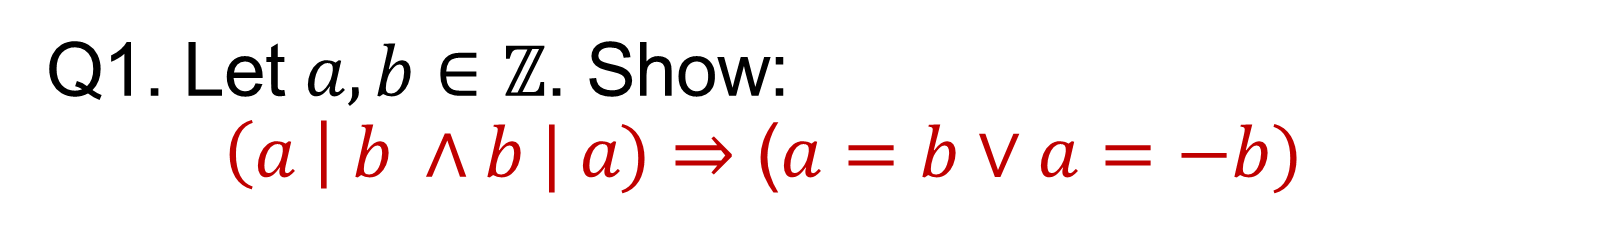 Q1. Let 𝑎, 𝑏 ∈ ℤ. Show:
(𝑎 | 𝑏 ∧ 𝑏 | 𝑎) ⇒ (𝑎 = 𝑏 ∨ 𝑎 = −𝑏)